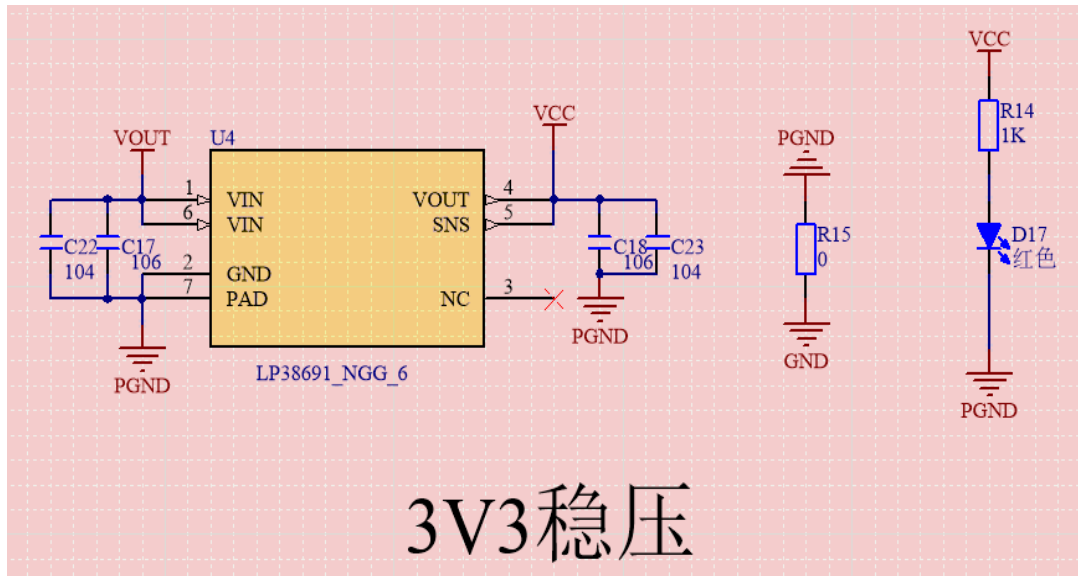 VOUT
U4
1
VIN
6
VIN
2
GND
7
PAD
VOUT
4
SNS
5
NC
3
C22
104
C17
106
PGND
LP38691_NGG_6
VCC
C18
106
C23
104
PGND
PGND
R15
0
GND
VCC
R14
1K
D17
红色
PGND
3V3稳压